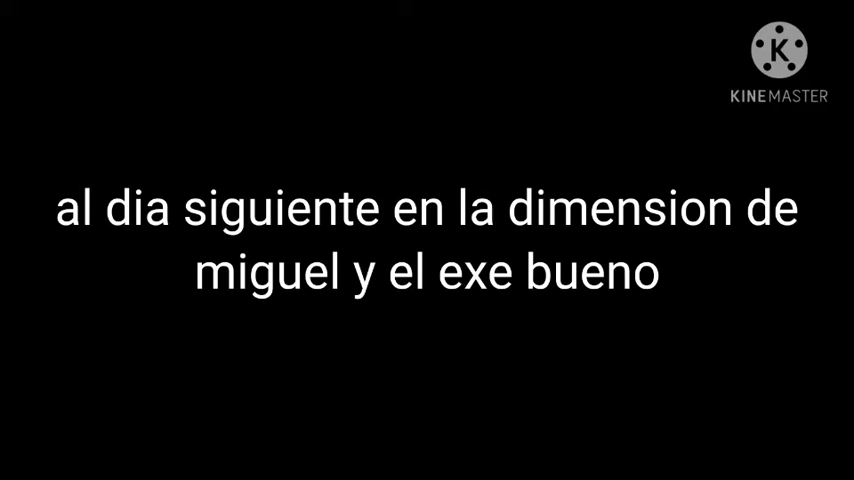 KINEMASTER
al dia siguiente en la dimension de
miguel y el exe bueno